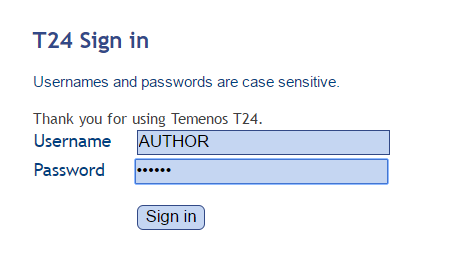 T24 Sign in
Usernames and passwords are case sensitive.
Thank you for using Temenos T24.
Username AUTHOR
Password ••••••
Sign in